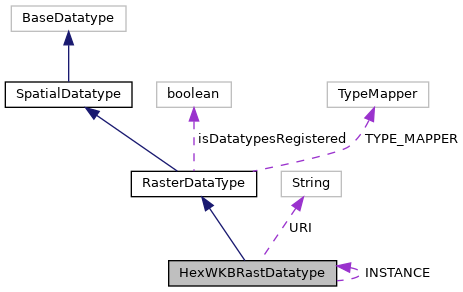 BaseDatatype
SpatialDatatype
boolean
TypeMapper
isDatatypesRegistered
TYPE_MAPPER
RasterDataType
String
URI
HexWKBRastDatatype
INSTANCE